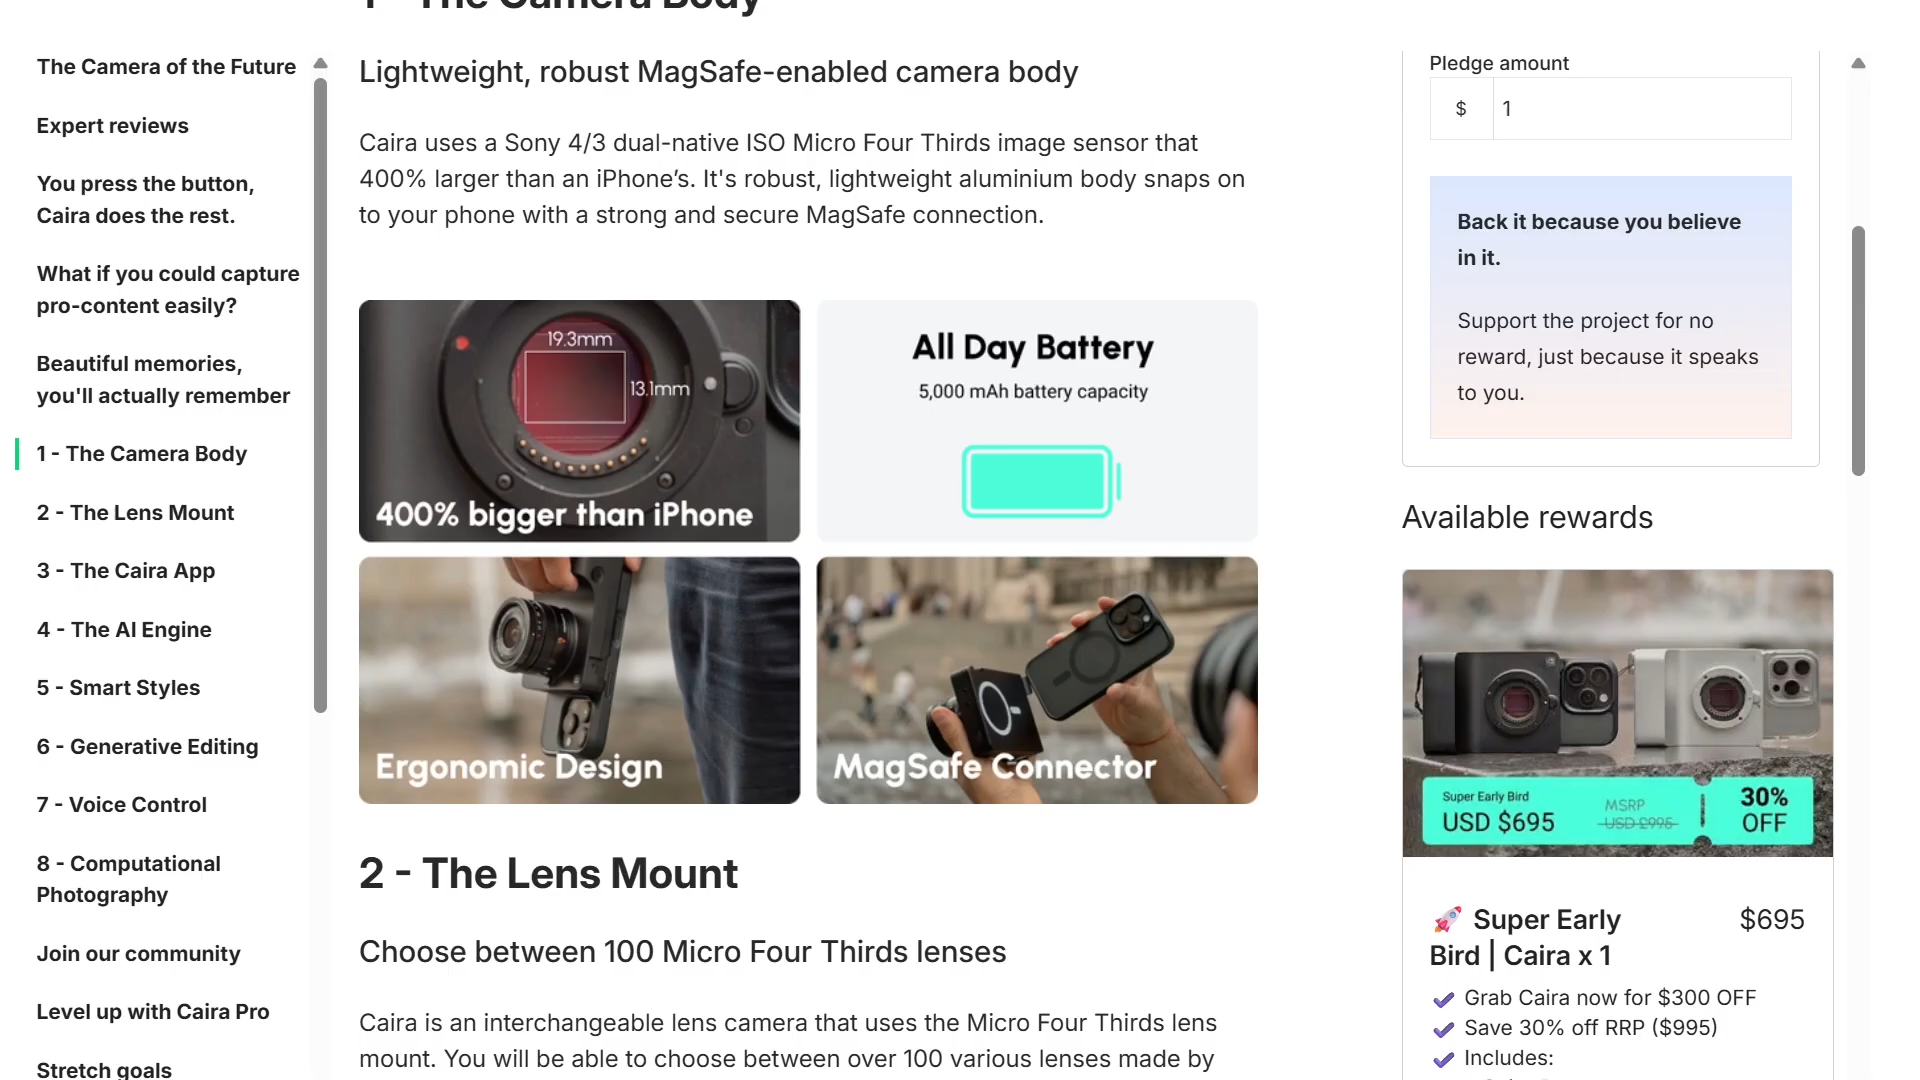 1 - The Camera Body
The Camera of the Future
Expert reviews
You press the button,
Caira does the rest.
What if you could capture
pro-content easily?
Beautiful memories,
you'll actually remember
1 - The Camera Body
2 - The Lens Mount
3 - The Caira App
4 - The AI Engine
5 - Smart Styles
6 - Generative Editing
7 - Voice Control
8 - Computational
Photography
Join our community
Level up with Caira Pro
Stretch goals
Lightweight, robust MagSafe-enabled camera body
Caira uses a Sony 4/3 dual-native ISO Micro Four Thirds image sensor that
400% larger than an iPhone’s. It's robust, lightweight aluminium body snaps on
to your phone with a strong and secure MagSafe connection.
19.3mm
13.1mm
400% bigger than iPhone
All Day Battery
5,000 mAh battery capacity
Ergonomic Design
MagSafe Connector
2 - The Lens Mount
Choose between 100 Micro Four Thirds lenses
Caira is an interchangeable lens camera that uses the Micro Four Thirds lens
mount. You will be able to choose between over 100 various lenses made by
Pledge amount
$ 1
Back it because you believe
in it.
Support the project for no
reward, just because it speaks
to you.
Available rewards
Super Early Bird
USD $695
MSRP
USD £995
30%
OFF
🚀 Super Early
Bird | Caira x 1
$695
✔ Grab Caira now for $300 OFF
✔ Save 30% off RRP ($995)
✔ Includes: